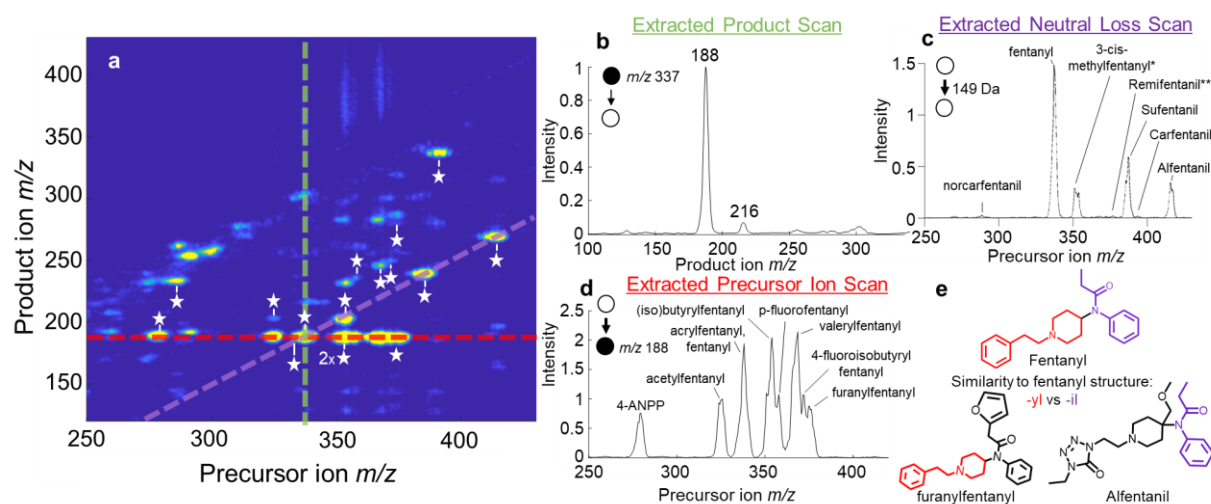 a
400
350
300
250
200
150
Product ion m/z
2x
250
300
350
400
Precursor ion m/z
Extracted Product Scan
b
m/z 337
188
216
1
0.8
0.6
0.4
0.2
0
Intensity
100
150
200
250
300
Product ion m/z
Extracted Neutral Loss Scan
c
149 Da
fentanyl
3-cis-
methylfentanyl*
Remifentanil**
Sufentanil
Carfentanil
Alfentanil
norcarfentanil
1.5
1
0.5
0
Intensity
250
300
350
400
Precursor ion m/z
Extracted Precursor Ion Scan
d
m/z 188
(iso)butyrylfentanyl
p-fluorofentanyl
acrylfentanyl,
fentanyl
valerylfentanyl
acetylfentanyl
4-fluoroisobutyryl
fentanyl
furanylfentanyl
4-ANPP
2.5
2
1.5
1
0.5
0
Intensity
250
300
350
400
Precursor ion m/z
e
O
N
N
Fentanyl
Similarity to fentanyl structure:
-yl vs -il
O
O
N
N
furanylfentanyl
O
O
N
N
N=N
N
N
N
O
Alfentanil